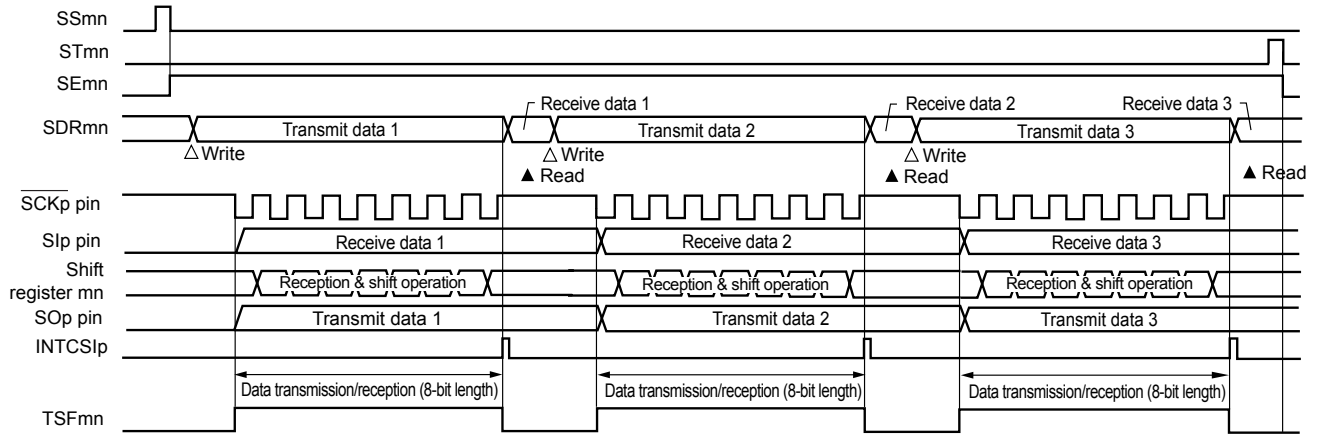 SSmn
STmn
SEmn
Receive data 1
Receive data 2
Receive data 3
SDRmn
Transmit data 1
Transmit data 2
Transmit data 3
△Write
△ Write
△ Write
▲ Read
▲ Read
▲ Read
SCKp pin
SIp pin
Receive data 1
Receive data 2
Receive data 3
Shift
register mn
Reception & shift operation
Reception & shift operation
Reception & shift operation
SOp pin
Transmit data 1
Transmit data 2
Transmit data 3
INTCSIp
Data transmission/reception (8-bit length)
Data transmission/reception (8-bit length)
Data transmission/reception (8-bit length)
TSFmn